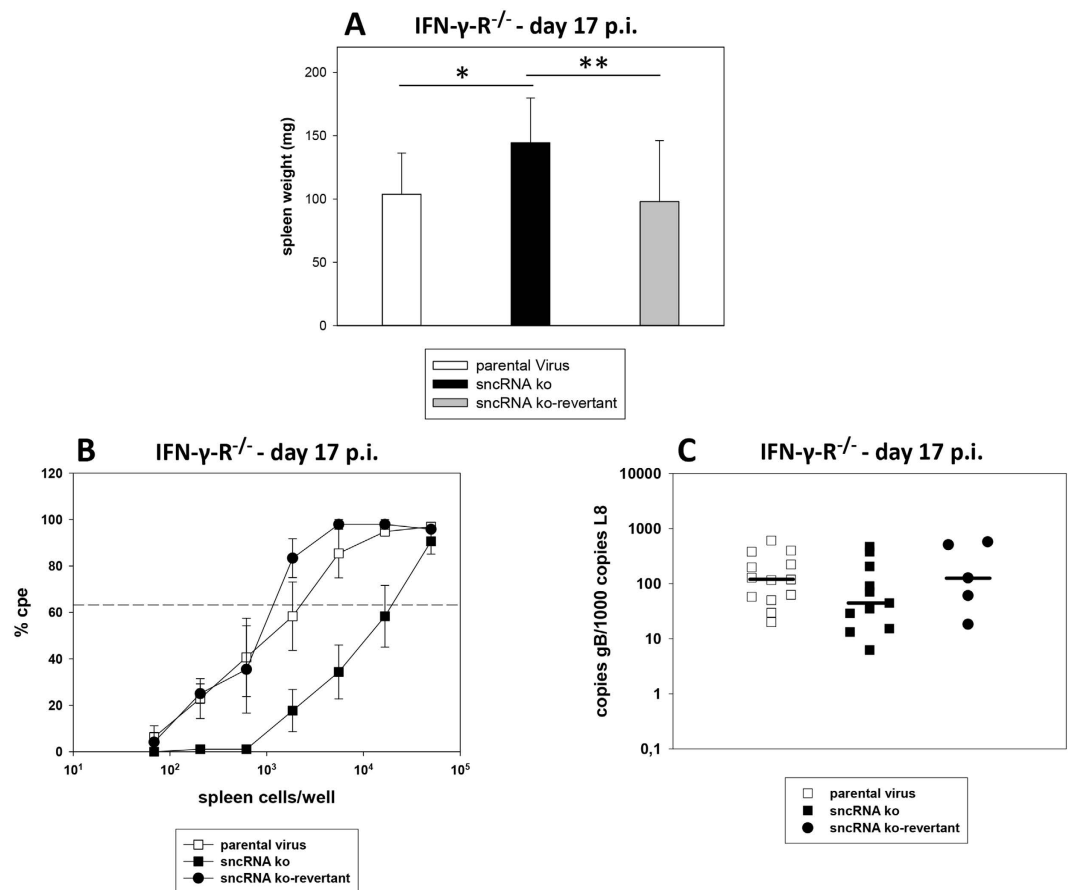 A
IFN-γ-R-/- - day 17 p.i.
*
**
200
150
100
50
0
spleen weight (mg)
parental Virus
sncRNA ko
sncRNA ko-revertant
B
IFN-γ-R-/- - day 17 p.i.
120
100
80
60
40
20
0
% cpe
10¹ 10² 10³ 10⁴ 10⁵
spleen cells/well
parental virus
sncRNA ko
sncRNA ko-revertant
C
IFN-γ-R-/- - day 17 p.i.
10000
1000
100
10
1
0,1
copies gB/1000 copies L8
parental virus
sncRNA ko
sncRNA ko-revertant